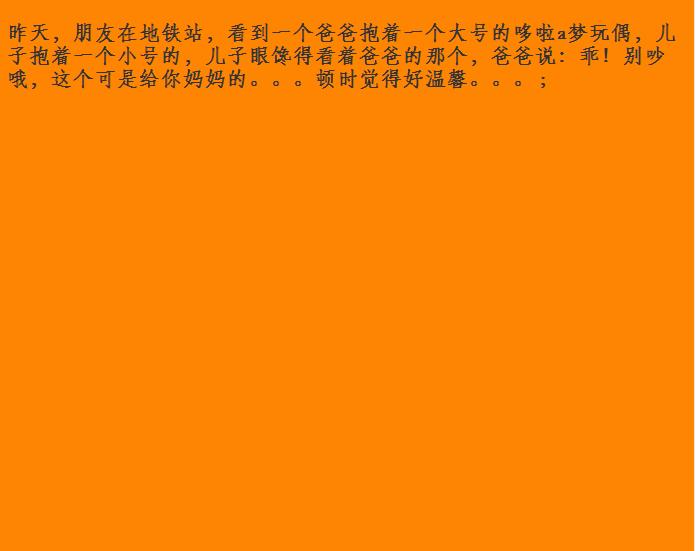 昨天，朋友在地铁站，看到一个爸爸抱着一个大号的哆啦a梦玩偶，儿
子抱着一个小号的，儿子眼馋得看着爸爸的那个，爸爸说：乖！别吵
哦，这个可是给你妈妈的。。。顿时觉得好温馨。。。；